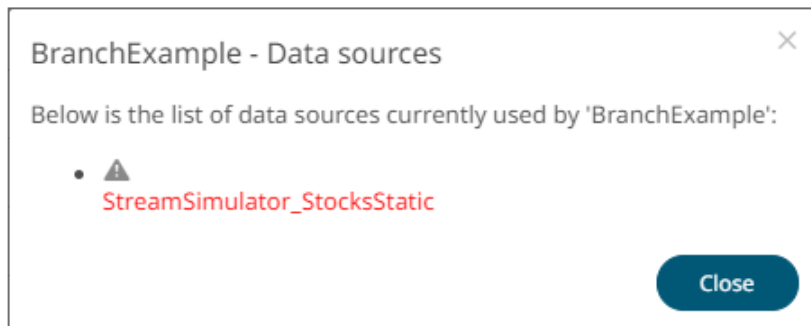 BranchExample - Data sources
Below is the list of data sources currently used by 'BranchExample':
StreamSimulator_StocksStatic
Close